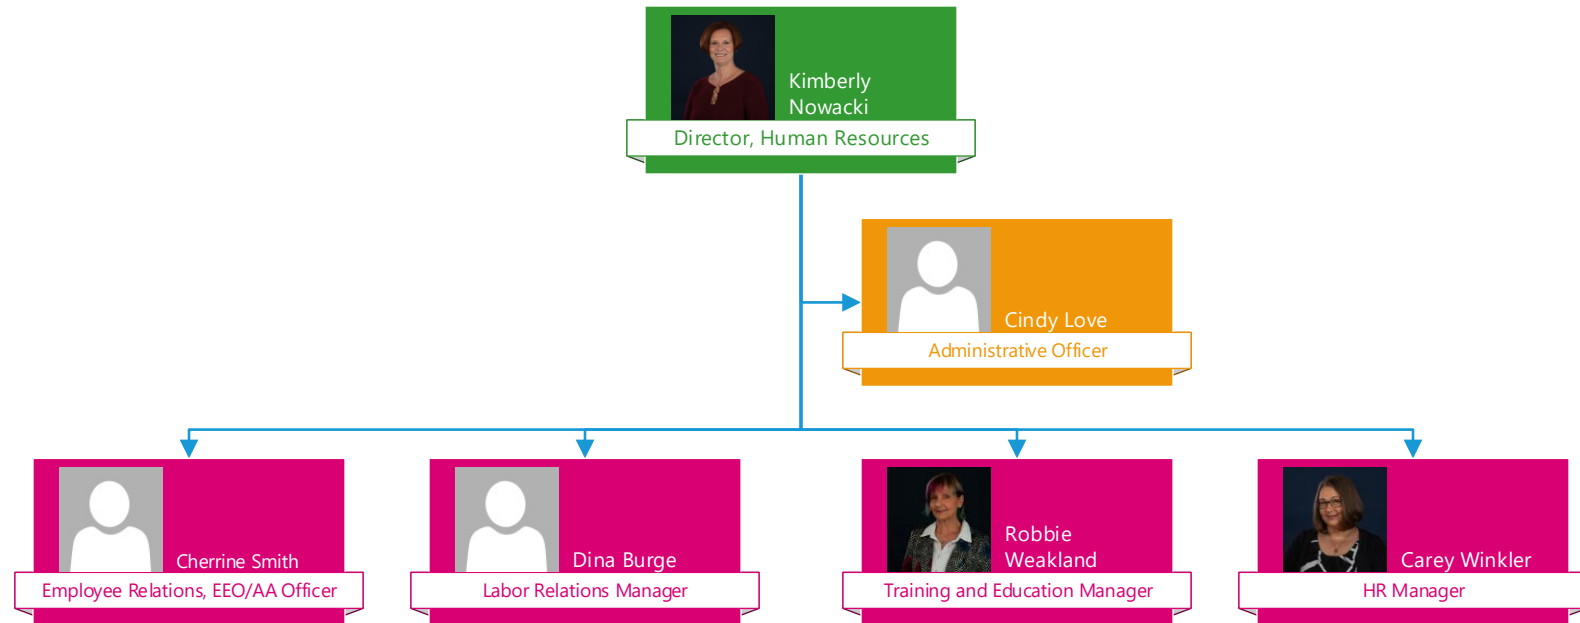 Kimberly
Nowacki
Director, Human Resources
Cindy Love
Administrative Officer
Cherrine Smith
Employee Relations, EEO/AA Officer
Dina Burge
Labor Relations Manager
Robbie
Weakland
Training and Education Manager
Carey Winkler
HR Manager